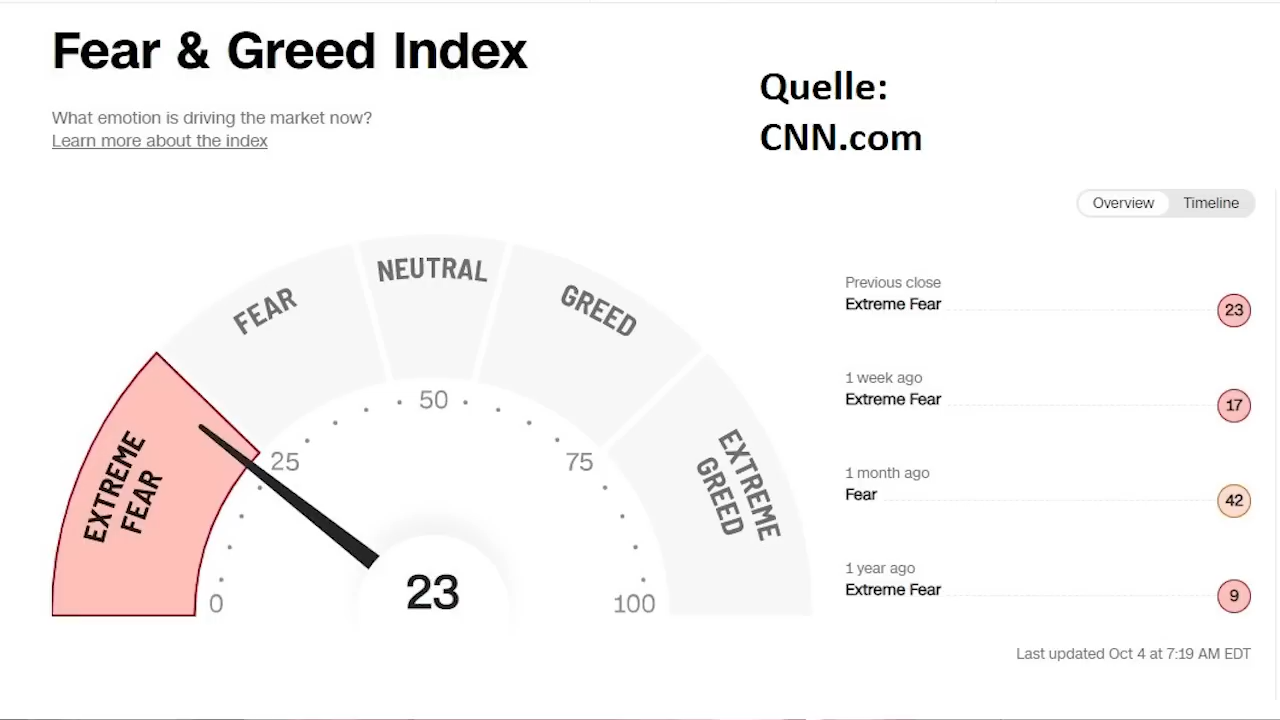 Fear & Greed Index
What emotion is driving the market now?
Learn more about the index
Quelle:
CNN.com
Overview
Timeline
EXTREME
FEAR
FEAR
NEUTRAL
GREED
EXTREME
GREED
0
25
50
75
100
23
Previous close
Extreme Fear 23
1 week ago
Extreme Fear 17
1 month ago
Fear 42
1 year ago
Extreme Fear 9
Last updated Oct 4 at 7:19 AM EDT